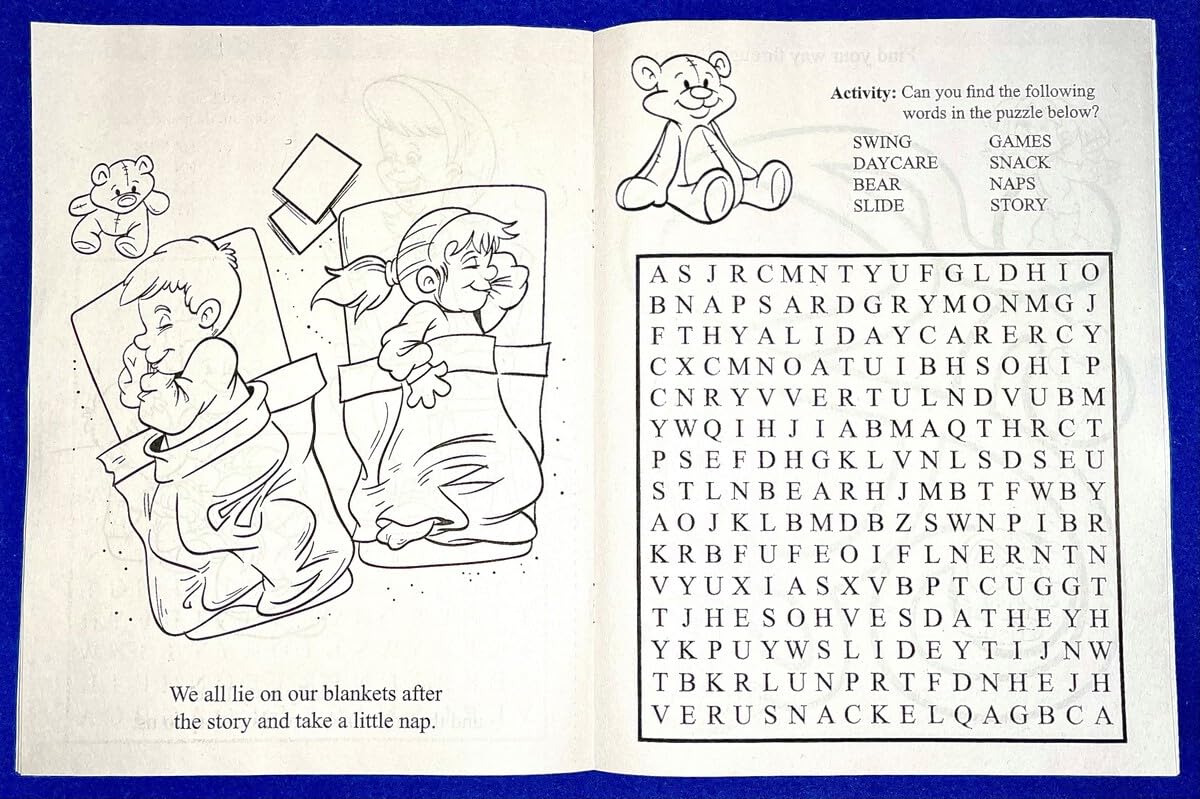 We all lie on our blankets after
the story and take a little nap.
Activity: Can you find the following
words in the puzzle below?
SWING GAMES
DAYCARE SNACK
BEAR NAPS
SLIDE STORY
A S J R C M N T Y U F G L D H I O
B N A P S A R D G R Y M O N M G J
F T H Y A L I D A Y C A R E R C Y
C X C M N O A T U I B H S O H I P
C N R Y V V E R T U L N D V U B M
Y W Q I H J I A B M A Q T H R C T
P S E F D H G K L V N L S D S E U
S T L N B E A R H J M B T F W B Y
A O J K L B M D B Z S W N P I B R
K R B F U F E O I F L N E R N T N
V Y U X I A S X V B P T C U G G T
T J H E S O H V E S D A T H E Y H
Y K P U Y W S L I D E Y T I J N W
T B K R L U N P R T F D N H E J H
V E R U S N A C K E L Q A G B C A